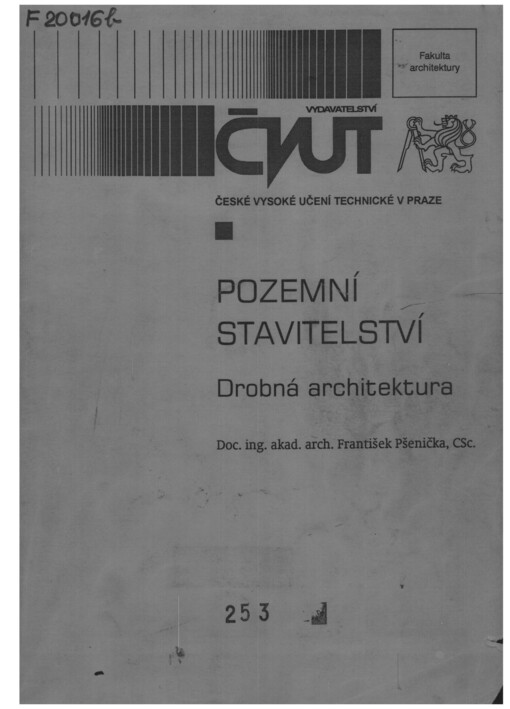 F 20016b
Fakulta
architektury
VYDAVATELSTVÍ
ČVUT
ČESKÉ VYSOKÉ UČENÍ TECHNICKÉ V PRAZE
POZEMNÍ
STAVITELSTVÍ
Drobná architektura
Doc. ing. akad. arch. František Pšenička, CSc.
253